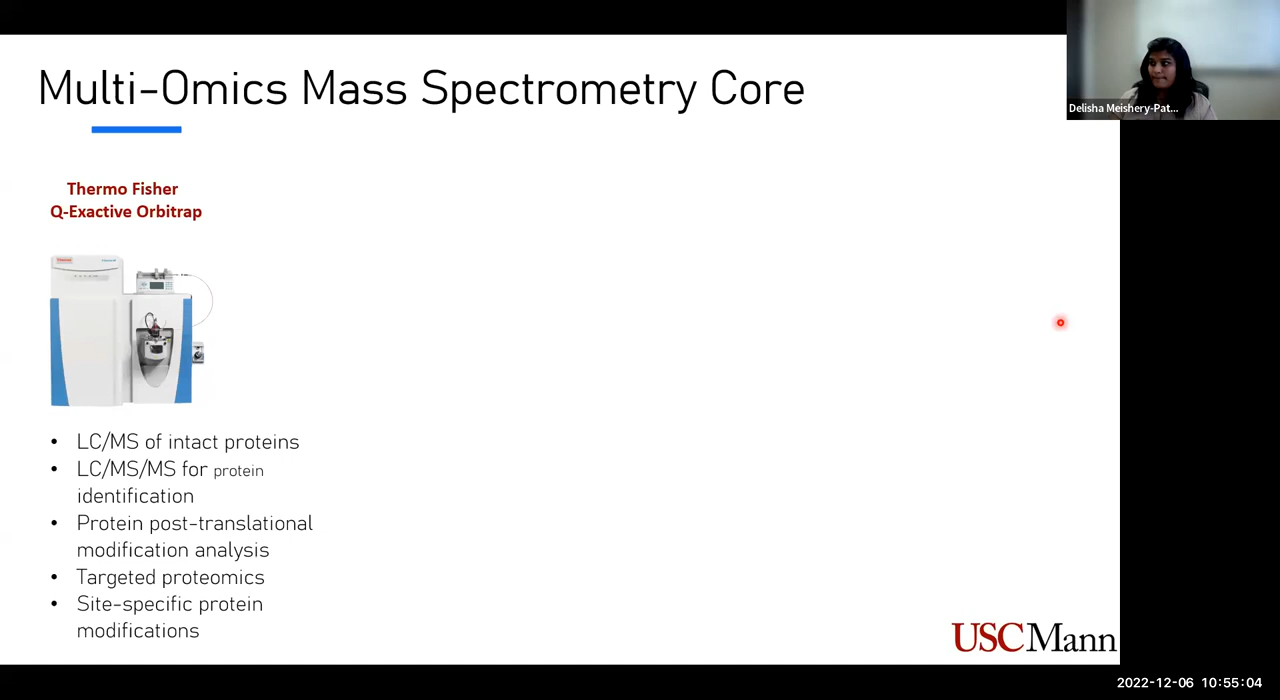 Multi-Omics Mass Spectrometry Core
Delisha Meishery-Pat...
Thermo Fisher
Q-Exactive Orbitrap
• LC/MS of intact proteins
• LC/MS/MS for protein
identification
• Protein post-translational
modification analysis
• Targeted proteomics
• Site-specific protein
modifications
USC Mann
2022-12-06 10:55:04